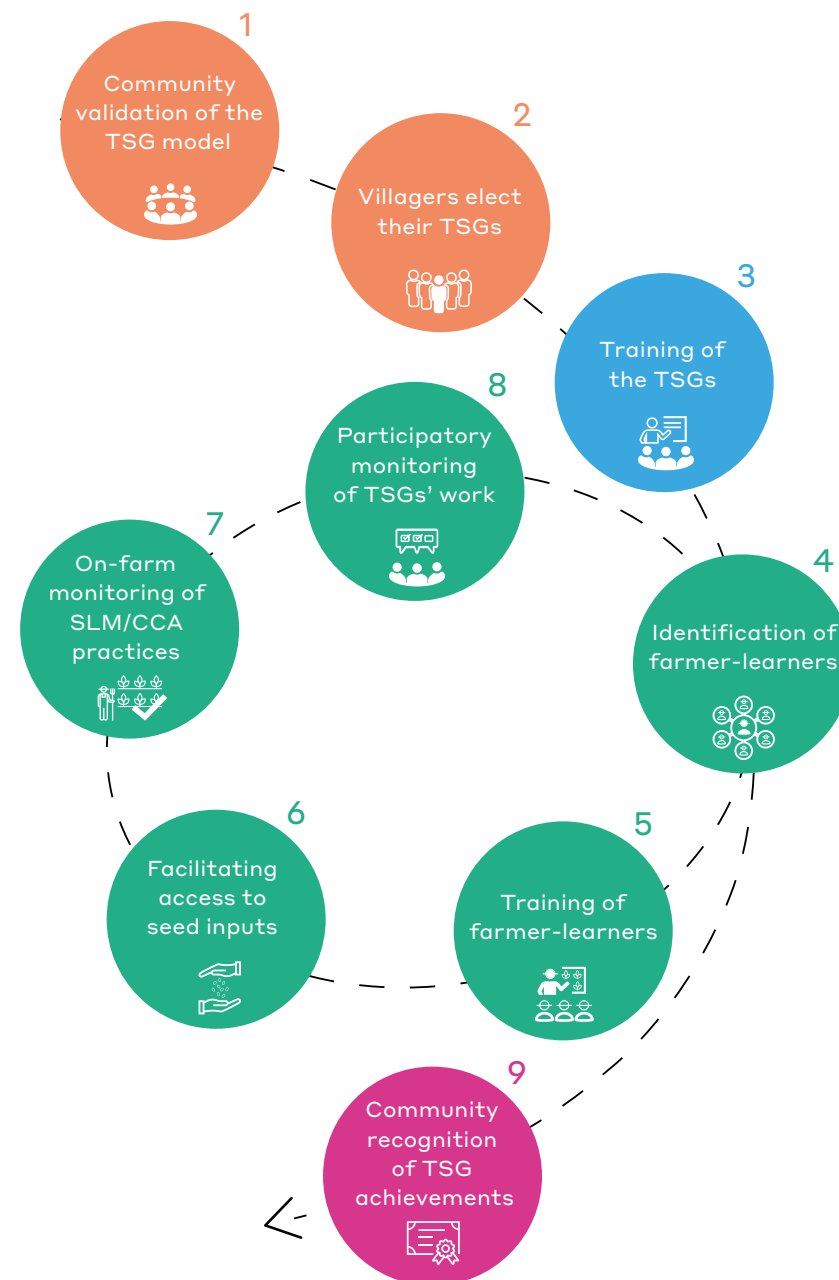 1
Community
validation of the
TSG model
2
Villagers elect
their TSGs
3
Training of
the TSGs
4
Identification of
farmer-learners
5
Training of
farmer-learners
6
Facilitating
access to
seed inputs
7
On-farm
monitoring of
SLM/CCA
practices
8
Participatory
monitoring
of TSGs’ work
9
Community
recognition
of TSG
achievements